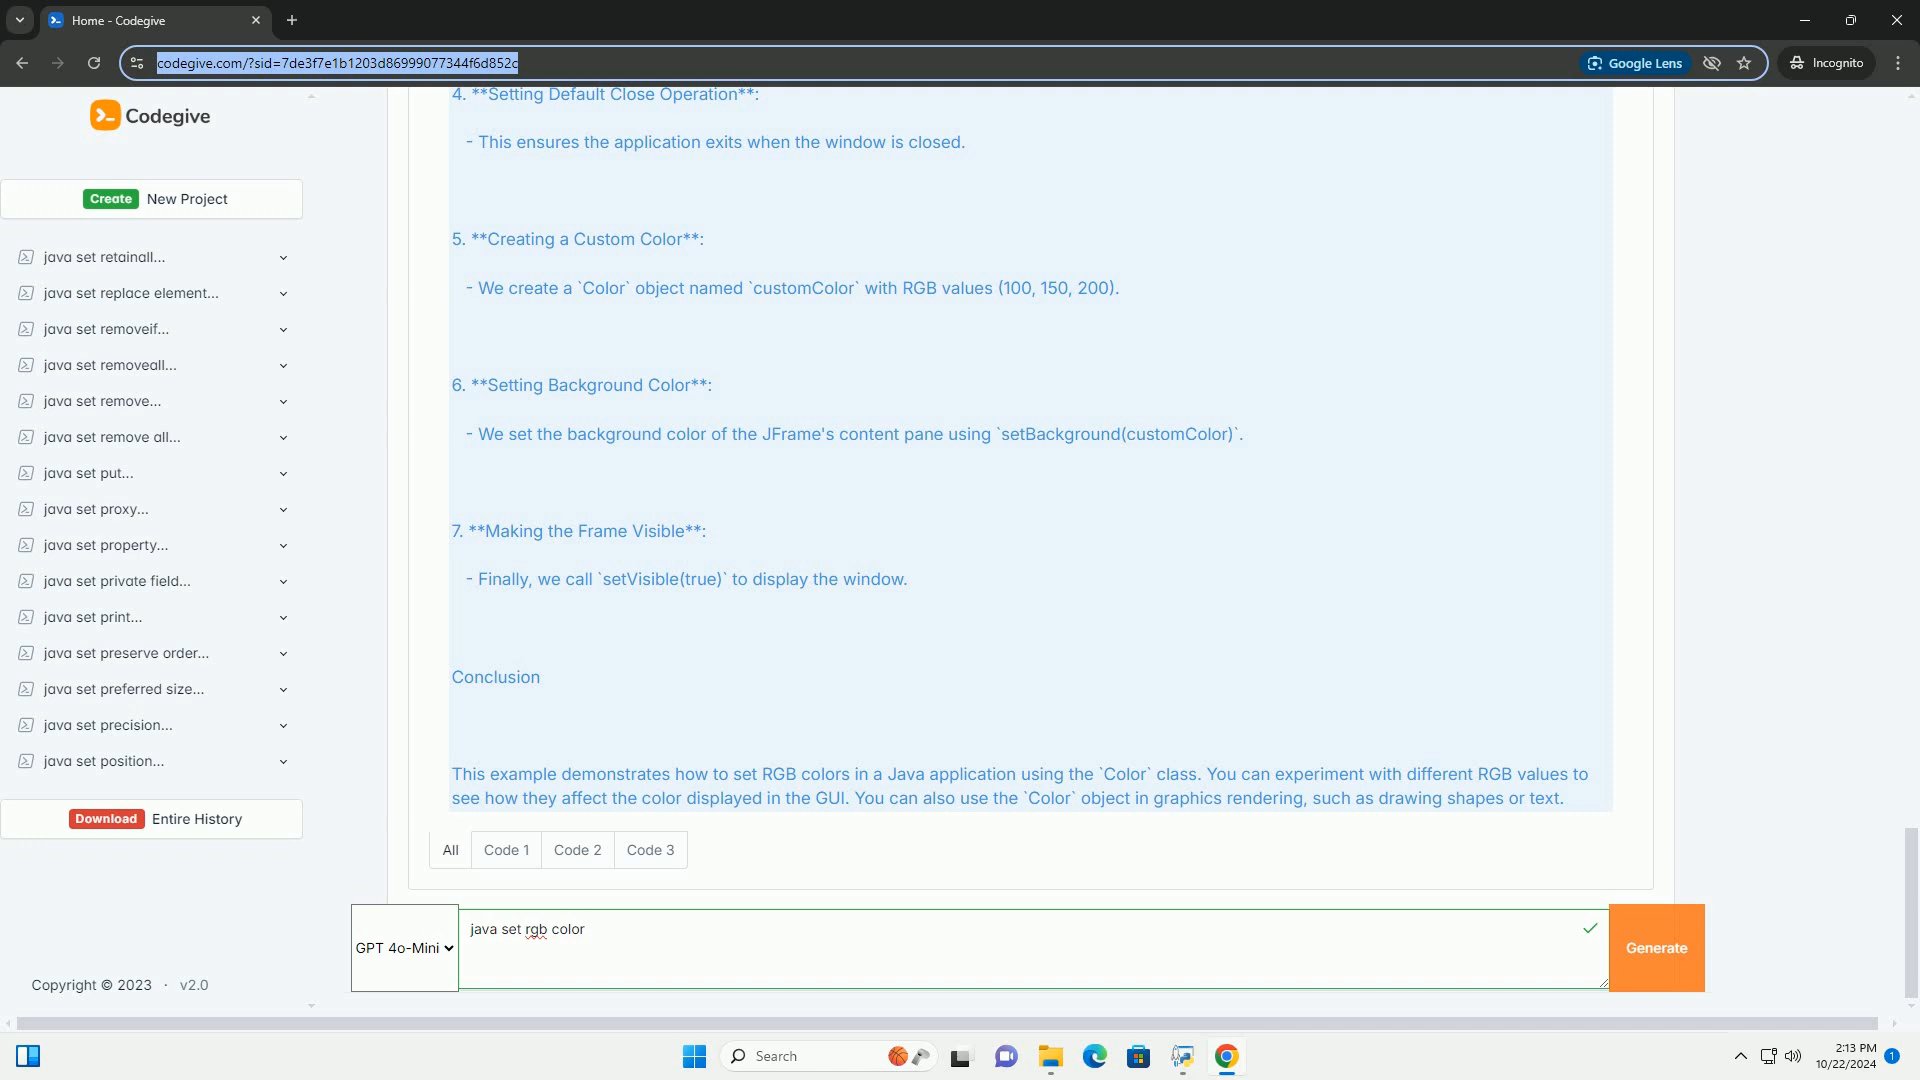 Home - Codegive
codegive.com/?sid=7de3f7e1b1203d86999077344f6d852c
Google Lens
Incognito
Codegive
Create New Project
java set retainall...
java set replace element...
java set removeif...
java set removeall...
java set remove...
java set remove all...
java set put...
java set proxy...
java set property...
java set private field...
java set print...
java set preserve order...
java set preferred size...
java set precision...
java set position...
Download Entire History
Copyright © 2023 · v2.0
4. **Setting Default Close Operation**:
- This ensures the application exits when the window is closed.
5. **Creating a Custom Color**:
- We create a `Color` object named `customColor` with RGB values (100, 150, 200).
6. **Setting Background Color**:
- We set the background color of the JFrame's content pane using `setBackground(customColor)`.
7. **Making the Frame Visible**:
- Finally, we call `setVisible(true)` to display the window.
Conclusion
This example demonstrates how to set RGB colors in a Java application using the `Color` class. You can experiment with different RGB values to
see how they affect the color displayed in the GUI. You can also use the `Color` object in graphics rendering, such as drawing shapes or text.
All Code 1 Code 2 Code 3
GPT 4o-Mini
java set rgb color
Generate
Search
2:13 PM
10/22/2024
1